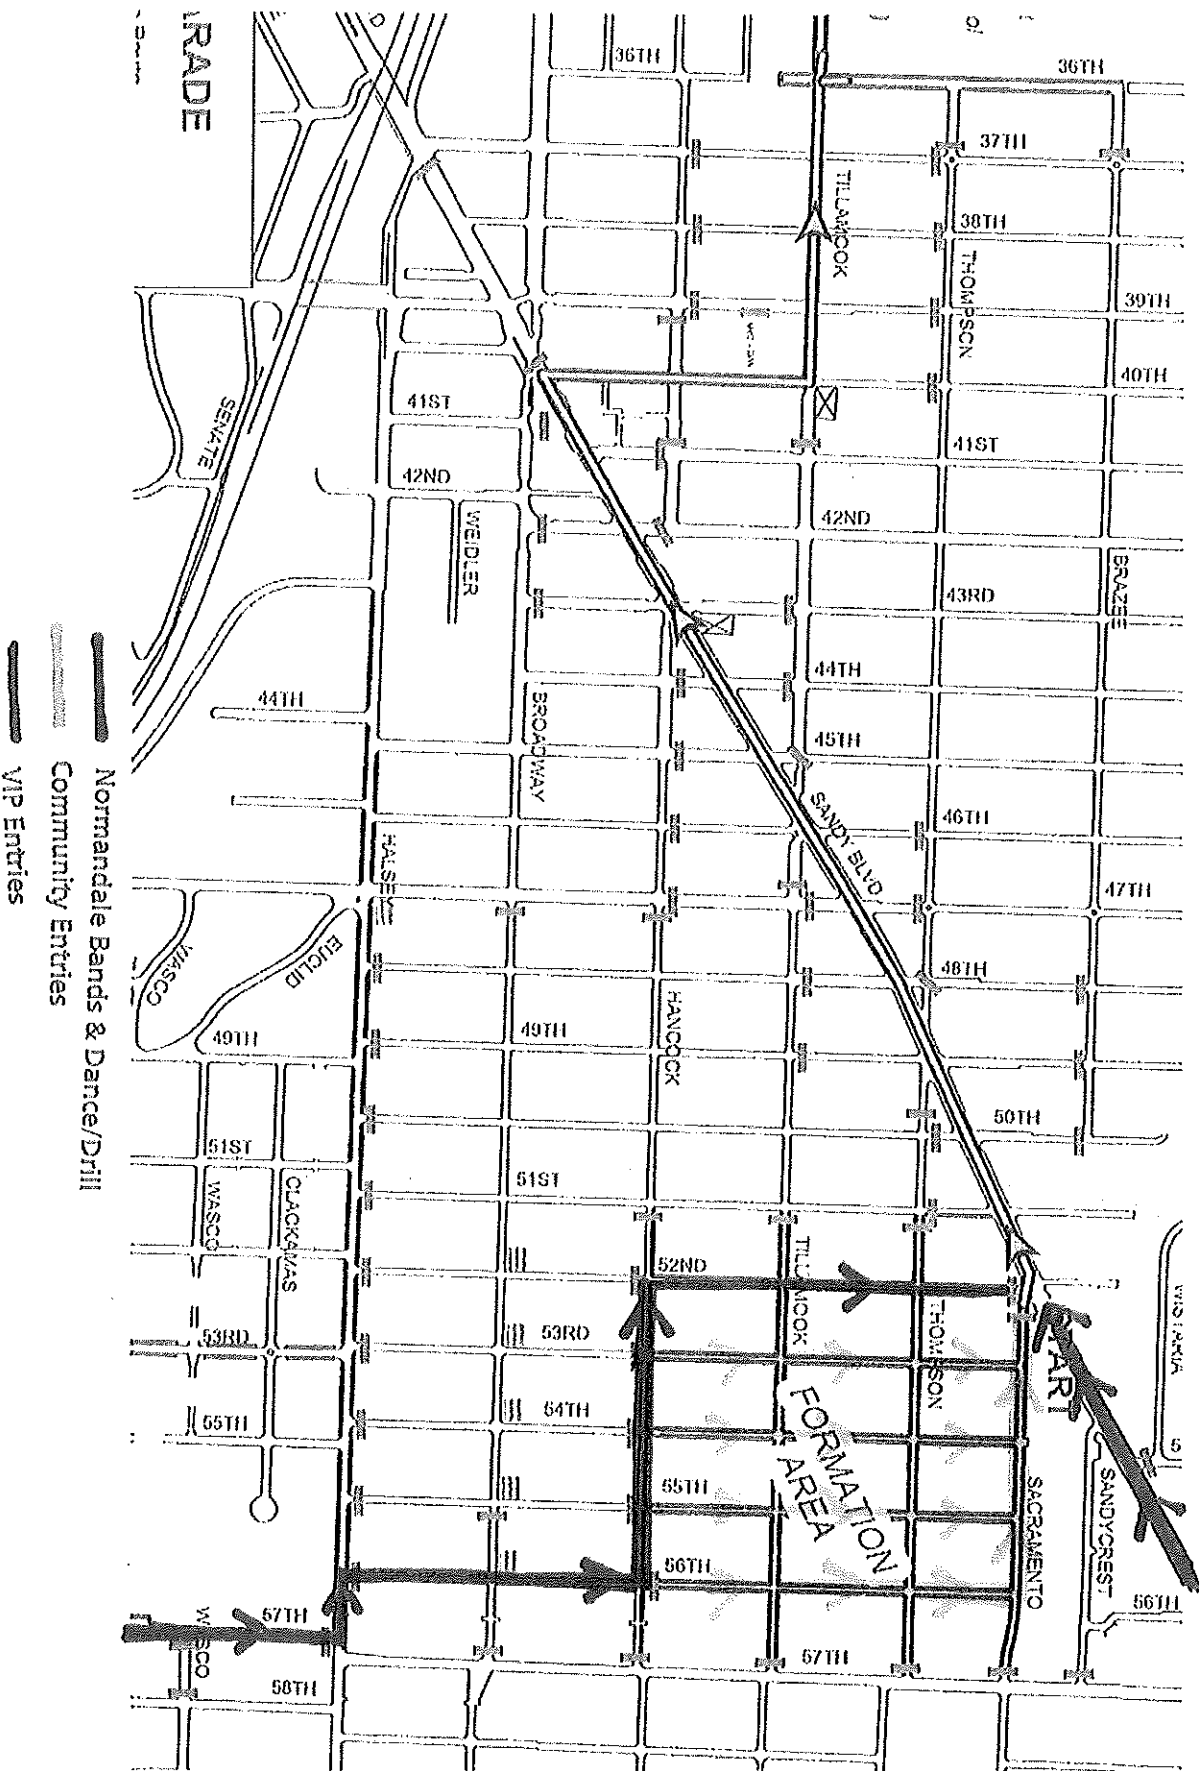 ARADE
36TH
36TH
37TH
TILLAMOOK
38TH
THOMPSON
39TH
40TH
41ST
SENATE
41ST
42ND
42ND
WEIDLER
43RD
BRAZEE
44TH
44TH
BROADWAY
45TH
SANDY BLVD
46TH
47TH
HALSEY
EUCLID
WASCO
48TH
49TH
49TH
HANCOCK
50TH
51ST
51ST
WASCO
CLACKAMAS
52ND
TILLAMOOK
THOMPSON
WISTARIA
53RD
53RD
START
55TH
54TH
FORMATION
AREA
55TH
SACRAMENTO
SANDYCREST
56TH
56TH
57TH
WASCO
57TH
58TH
Normandale Bands & Dance/Drill
Community Entries
VIP Entries